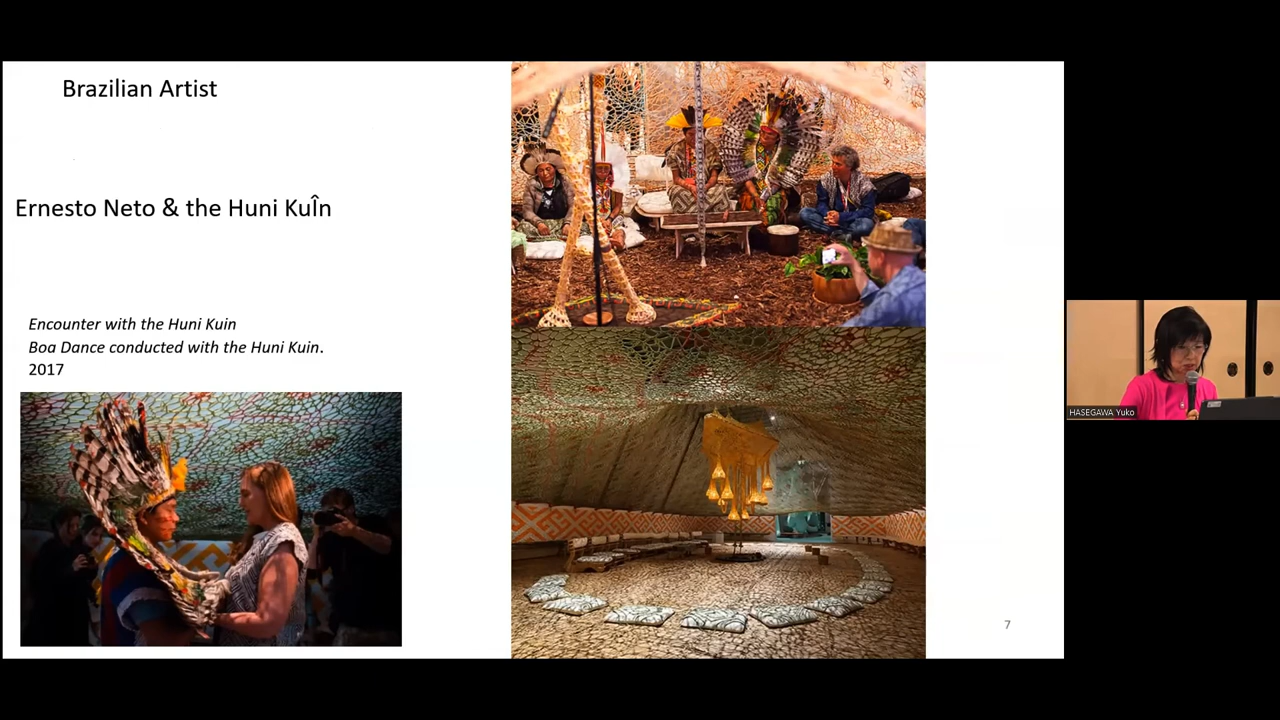 Brazilian Artist
Ernesto Neto & the Huni KuÎn
Encounter with the Huni Kuin
Boa Dance conducted with the Huni Kuin.
2017
7
HASEGAWA Yuko